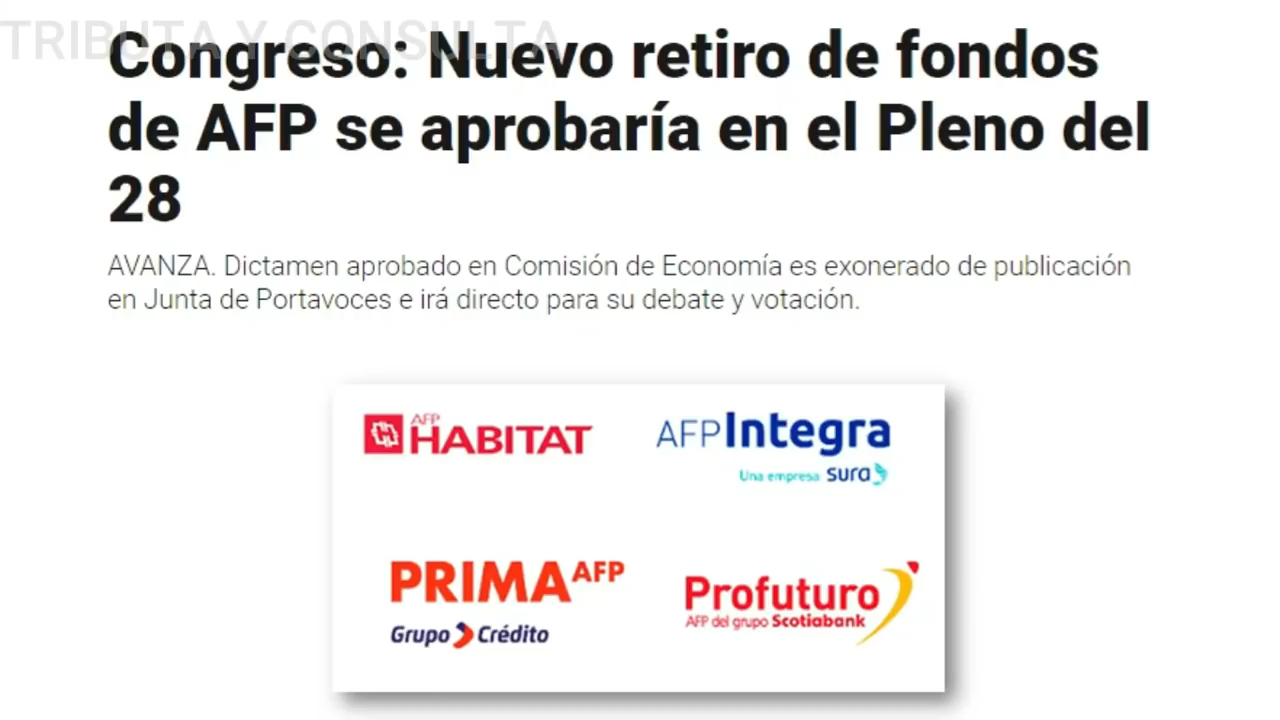 TRIBUTA Y CONSULTA
Congreso: Nuevo retiro de fondos
de AFP se aprobaría en el Pleno del
28
AVANZA. Dictamen aprobado en Comisión de Economía es exonerado de publicación
en Junta de Portavoces e irá directo para su debate y votación.
AFP
HABITAT
AFP Integra
Una empresa sura
PRIMA AFP
Grupo Crédito
Profuturo
AFP del grupo Scotiabank